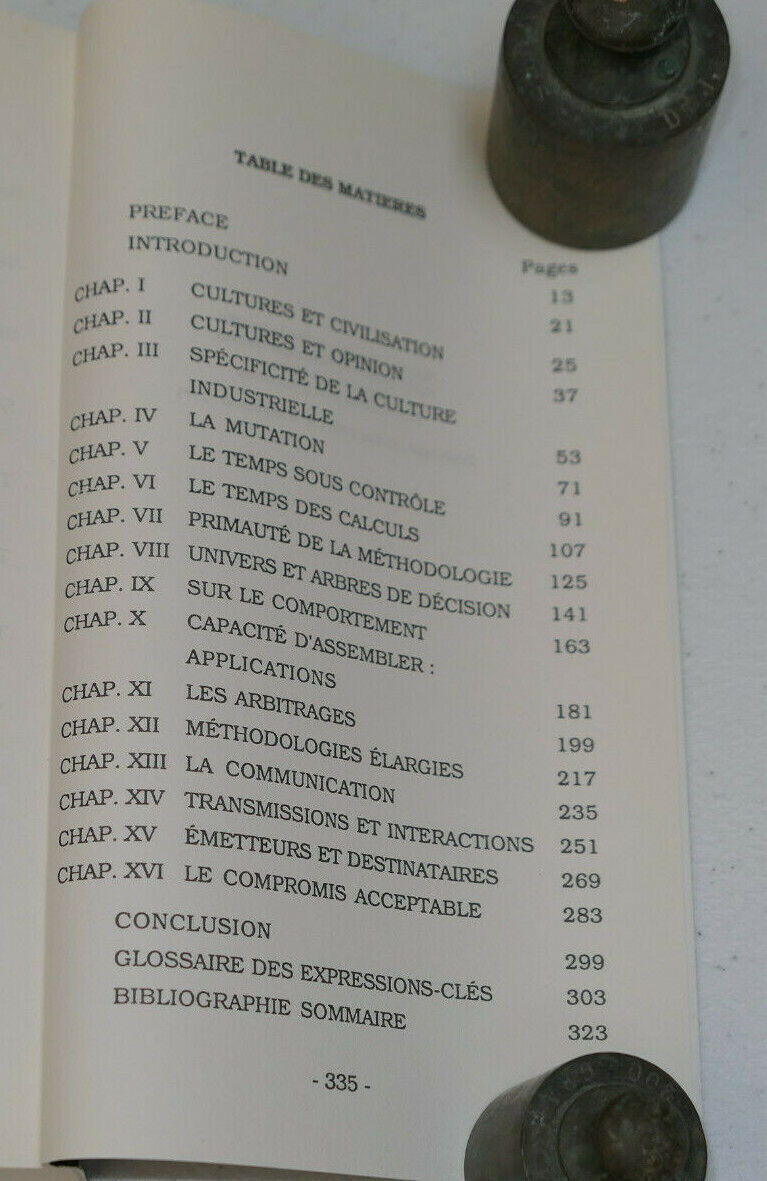 TABLE DES MATIERES
Pages
PREFACE 13
INTRODUCTION 21
CHAP. I CULTURES ET CIVILISATION 25
CHAP. II CULTURES ET OPINION 37
CHAP. III SPÉCIFICITÉ DE LA CULTURE
INDUSTRIELLE 53
CHAP. IV LA MUTATION 71
CHAP. V LE TEMPS SOUS CONTRÔLE 91
CHAP. VI LE TEMPS DES CALCULS 107
CHAP. VII PRIMAUTÉ DE LA MÉTHODOLOGIE 125
CHAP. VIII UNIVERS ET ARBRES DE DÉCISION 141
CHAP. IX SUR LE COMPORTEMENT 163
CHAP. X CAPACITÉ D'ASSEMBLER :
APPLICATIONS 181
CHAP. XI LES ARBITRAGES 199
CHAP. XII MÉTHODOLOGIES ÉLARGIES 217
CHAP. XIII LA COMMUNICATION 235
CHAP. XIV TRANSMISSIONS ET INTERACTIONS 251
CHAP. XV ÉMETTEURS ET DESTINATAIRES 269
CHAP. XVI LE COMPROMIS ACCEPTABLE 283
CONCLUSION 299
GLOSSAIRE DES EXPRESSIONS-CLÉS 303
BIBLIOGRAPHIE SOMMAIRE 323
- 335 -